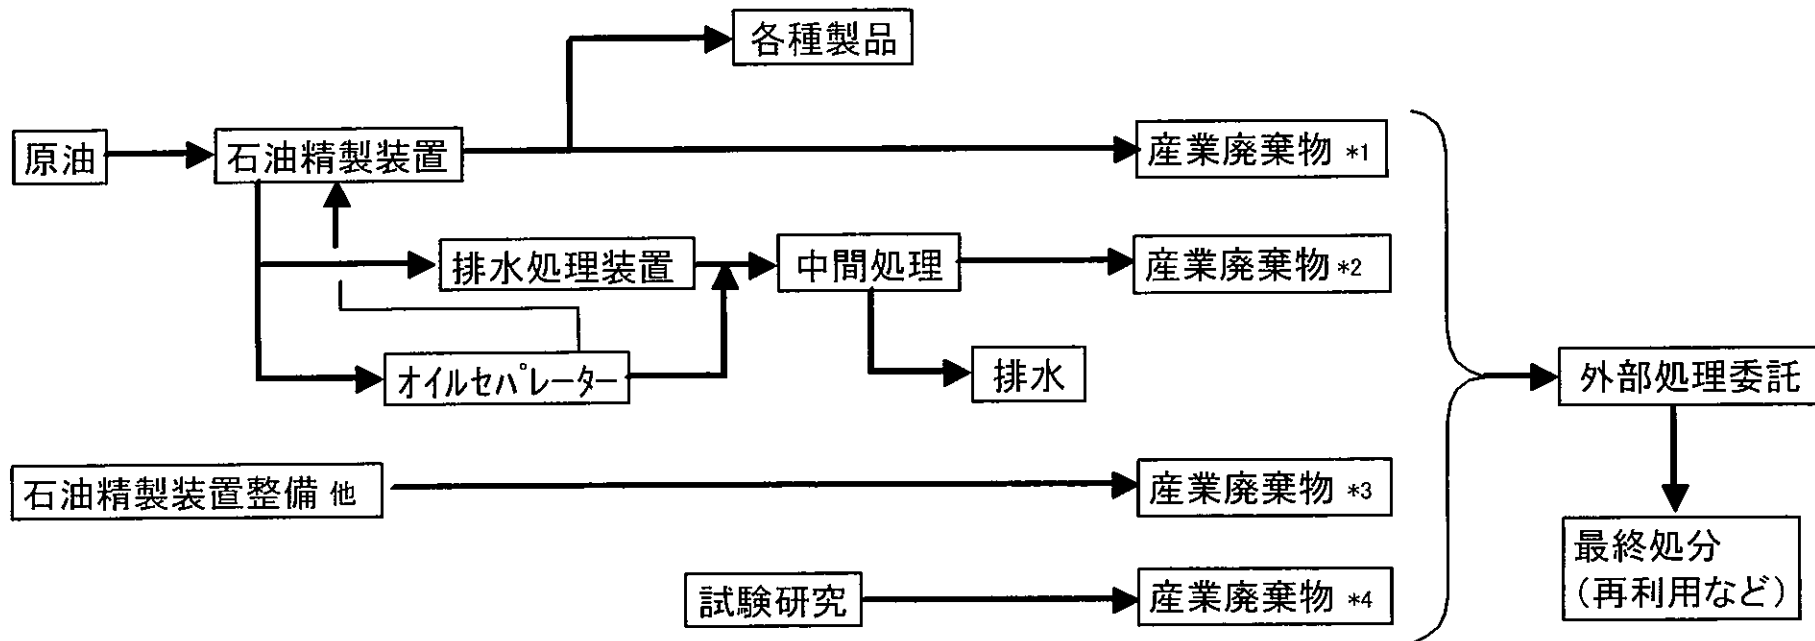 各種製品
原油
石油精製装置
産業廃棄物 *1
排水処理装置
中間処理
産業廃棄物 *2
オイルセパレーター
排水
外部処理委託
石油精製装置整備 他
産業廃棄物 *3
最終処分
（再利用など）
試験研究
産業廃棄物 *4